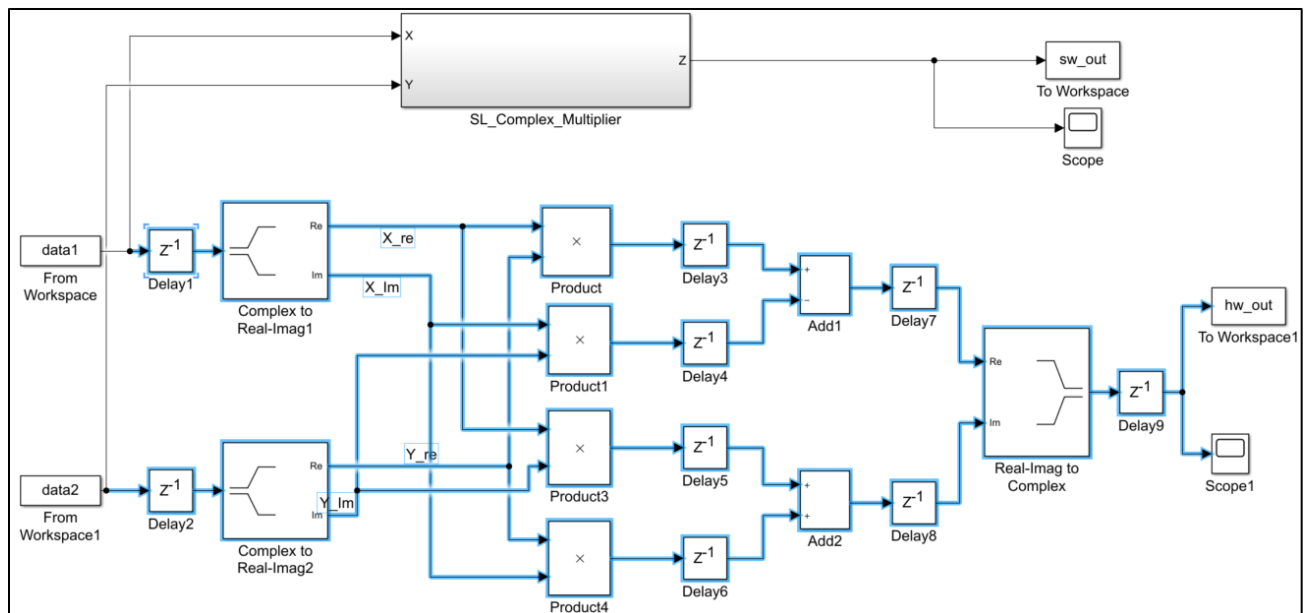 X
Y
Z
SL_Complex_Multiplier
sw_out
To Workspace
Scope
data1
From
Workspace
Z-1
Delay1
Re
Im
Complex to
Real-Imag1
X_re
X_Im
×
Product
Z-1
Delay3
×
Product1
Z-1
Delay4
+
−
Add1
Z-1
Delay7
data2
From
Workspace1
Z-1
Delay2
Re
Im
Complex to
Real-Imag2
Y_re
Y_Im
×
Product3
Z-1
Delay5
×
Product4
Z-1
Delay6
+
+
Add2
Z-1
Delay8
Re
Im
Real-Imag to
Complex
Z-1
Delay9
hw_out
To Workspace1
Scope1